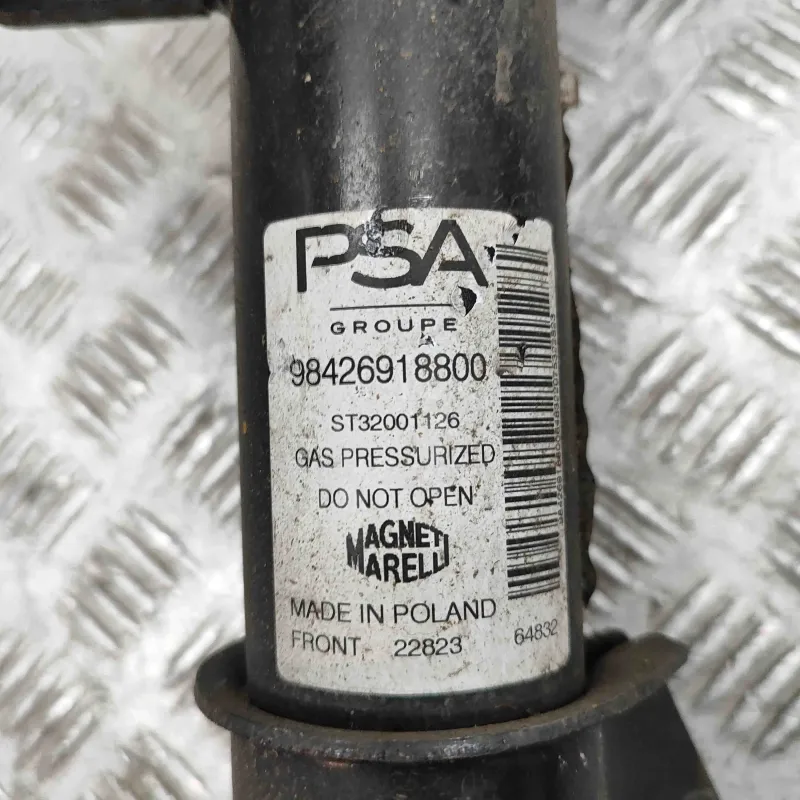 PSA
GROUPE
98426918800
ST32001126
GAS PRESSURIZED
DO NOT OPEN
MAGNETI
MARELLI
MADE IN POLAND
FRONT 22823
64832